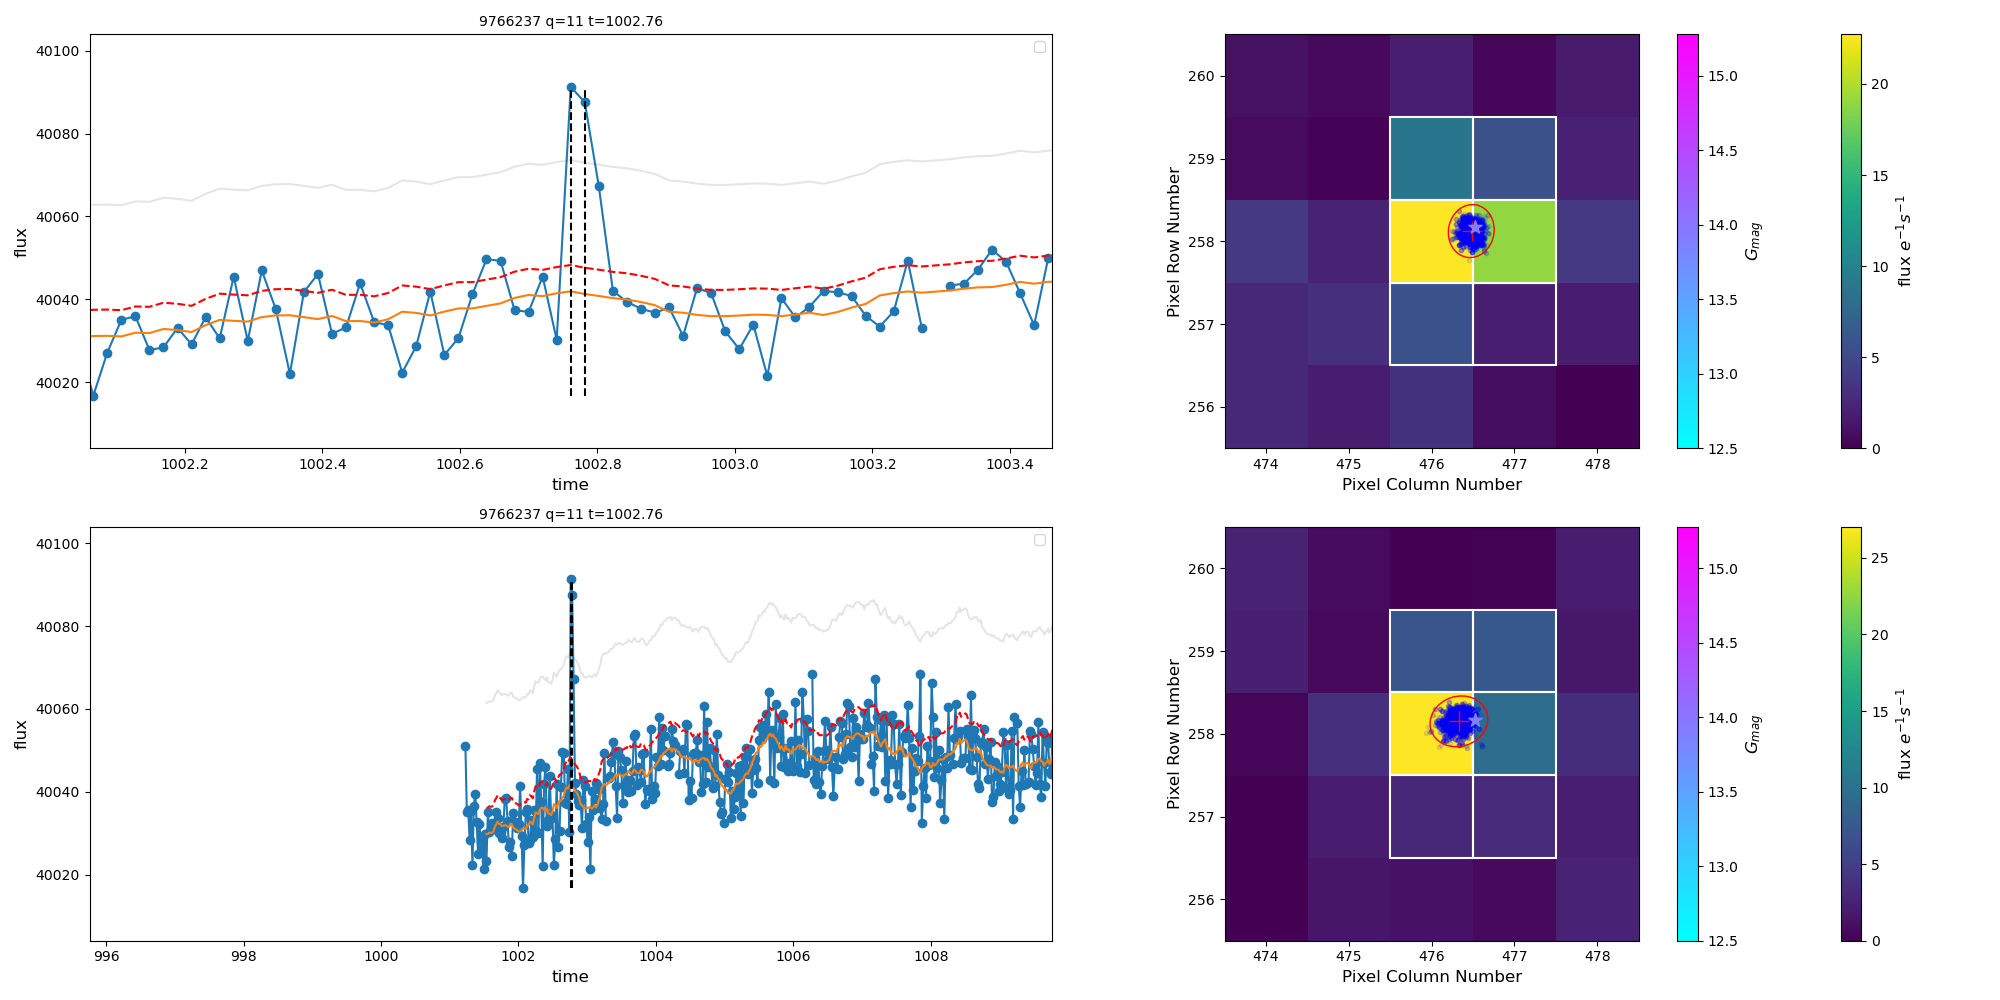 9766237 q=11 t=1002.76
40100
40080
40060
40040
40020
flux
1002.2 1002.4 1002.6 1002.8 1003.0 1003.2 1003.4
time
260
259
258
257
256
Pixel Row Number
474 475 476 477 478
Pixel Column Number
15.0
14.5
14.0
13.5
13.0
12.5
G_mag
20
15
10
5
0
flux e^{-1}s^{-1}
9766237 q=11 t=1002.76
40100
40080
40060
40040
40020
flux
996 998 1000 1002 1004 1006 1008
time
260
259
258
257
256
Pixel Row Number
474 475 476 477 478
Pixel Column Number
15.0
14.5
14.0
13.5
13.0
12.5
G_mag
25
20
15
10
5
0
flux e^{-1}s^{-1}